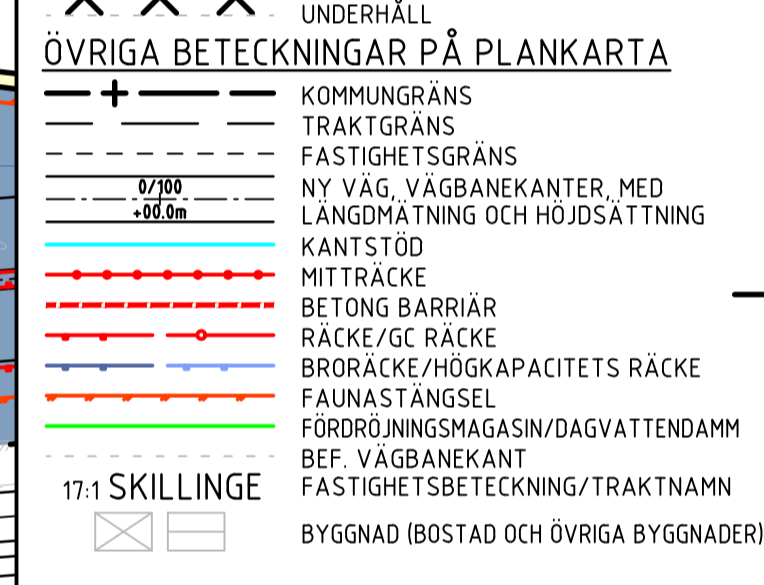 UNDERHÅLL
ÖVRIGA BETECKNINGAR PÅ PLANKARTA
KOMMUNGRÄNS
TRAKTGRÄNS
FASTIGHETSGRÄNS
0/100
+00.0m
NY VÄG, VÄGBANEKANTER, MED
LÄNGDMÄTNING OCH HÖJDSÄTTNING
KANTSTÖD
MITTRÄCKE
BETONG BARRIÄR
RÄCKE/GC RÄCKE
BRORÄCKE/HÖGKAPACITETS RÄCKE
FAUNASTÄNGSEL
FÖRDRÖJNINGSMAGASIN/DAGVATTENDAMM
BEF. VÄGBANEKANT
17:1 SKILLINGE FASTIGHETSBETECKNING/TRAKTNAMN
BYGGNAD (BOSTAD OCH ÖVRIGA BYGGNADER)